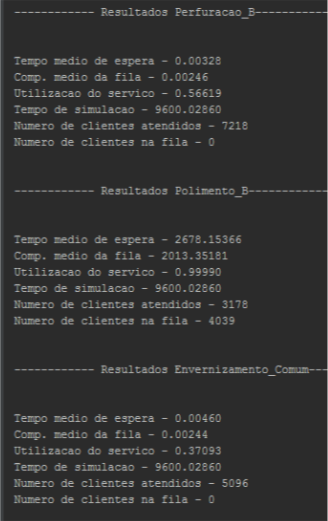 ------------ Resultados Perfuracao_B------------
Tempo medio de espera - 0.00328
Comp. medio da fila - 0.00246
Utilizacao do servico - 0.56619
Tempo de simulacao - 9600.02860
Numero de clientes atendidos - 7218
Numero de clientes na fila - 0
------------ Resultados Polimento_B------------
Tempo medio de espera - 2678.15366
Comp. medio da fila - 2013.35181
Utilizacao do servico - 0.99990
Tempo de simulacao - 9600.02860
Numero de clientes atendidos - 3178
Numero de clientes na fila - 4039
------------ Resultados Envernizamento_Comum---
Tempo medio de espera - 0.00460
Comp. medio da fila - 0.00244
Utilizacao do servico - 0.37093
Tempo de simulacao - 9600.02860
Numero de clientes atendidos - 5096
Numero de clientes na fila - 0